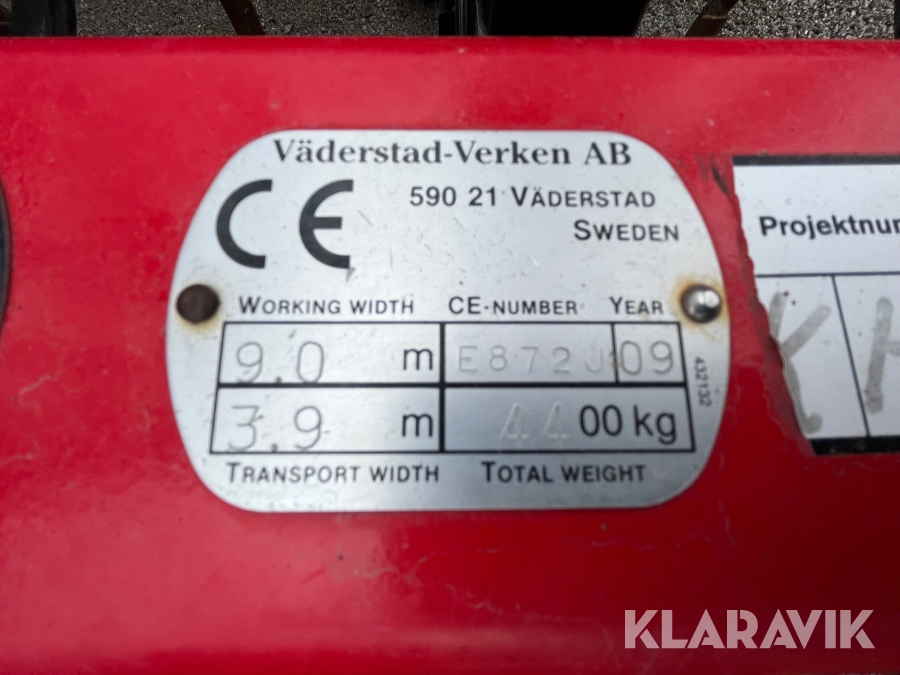 Väderstad-Verken AB
CE
590 21 VÄDERSTAD
SWEDEN
WORKING WIDTH CE-NUMBER YEAR
9.0 m E872J 09
3.9 m 4400 kg
TRANSPORT WIDTH TOTAL WEIGHT
432132
Projektnum
KLARAVIK